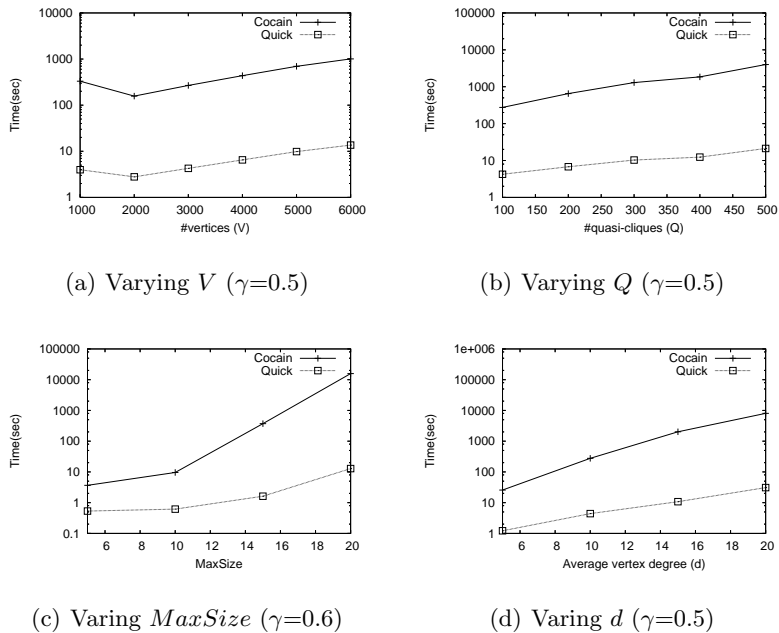 10000
1000
100
10
1
Time(sec)
Cocain
Quick
1000 2000 3000 4000 5000 6000
#vertices (V)
(a) Varying V (γ=0.5)
100000
10000
1000
100
10
1
Time(sec)
Cocain
Quick
100 150 200 250 300 350 400 450 500
#quasi-cliques (Q)
(b) Varying Q (γ=0.5)
100000
10000
1000
100
10
1
0.1
Time(sec)
Cocain
Quick
6 8 10 12 14 16 18 20
MaxSize
(c) Varing MaxSize (γ=0.6)
1e+006
100000
10000
1000
100
10
1
Time(sec)
Cocain
Quick
6 8 10 12 14 16 18 20
Average vertex degree (d)
(d) Varing d (γ=0.5)